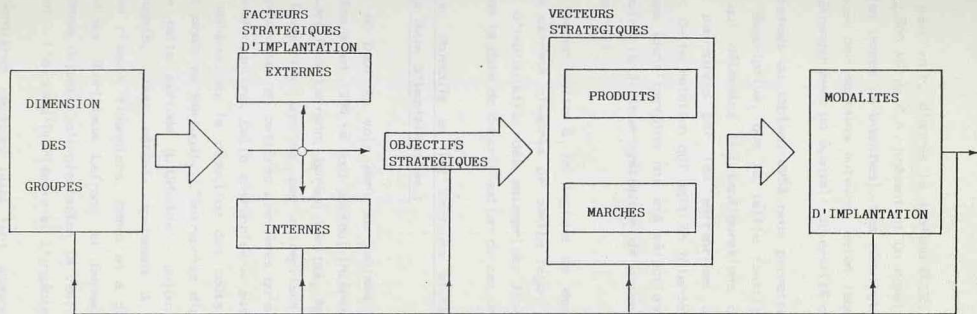 FACTEURS
STRATEGIQUES
D'IMPLANTATION
EXTERNES
INTERNES
DIMENSION
DES
GROUPES
OBJECTIFS
STRATEGIQUES
VECTEURS
STRATEGIQUES
PRODUITS
MARCHES
MODALITES
D'IMPLANTATION